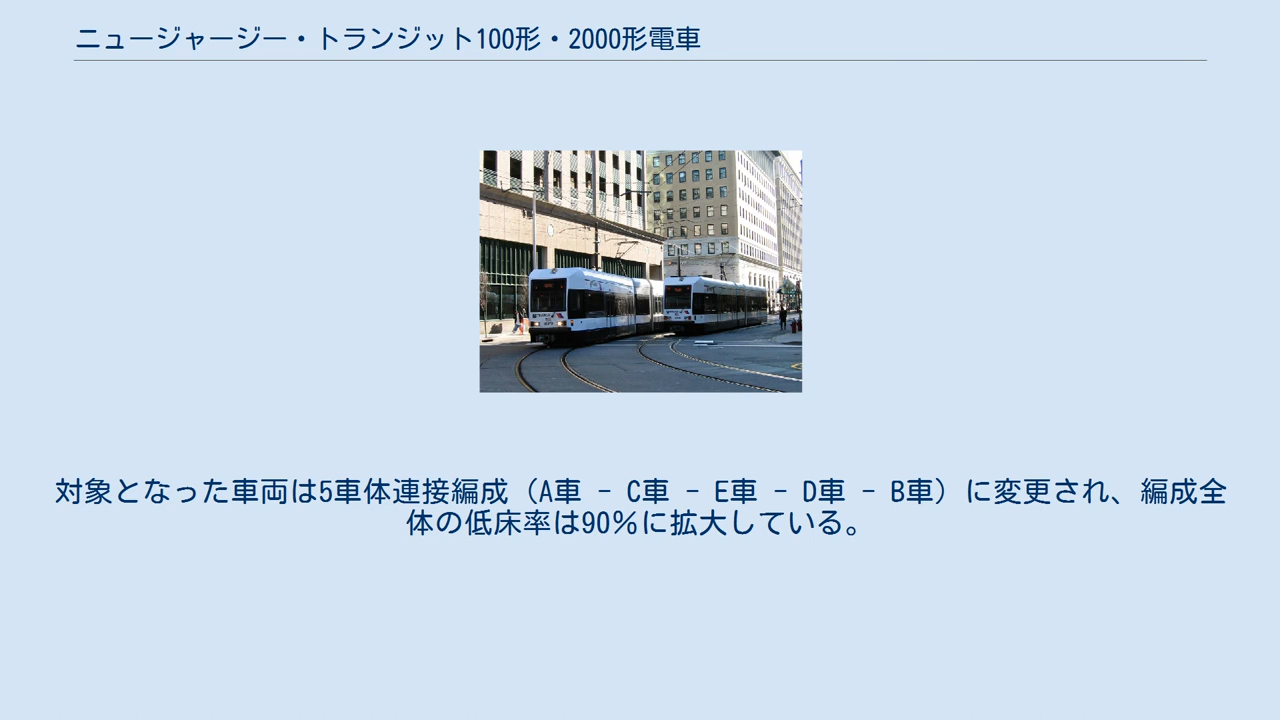 ニュージャージー・トランジット100形・2000形電車
対象となった車両は5車体連接編成（A車 - C車 - E車 - D車 - B車）に変更され、編成全
体の低床率は90%に拡大している。